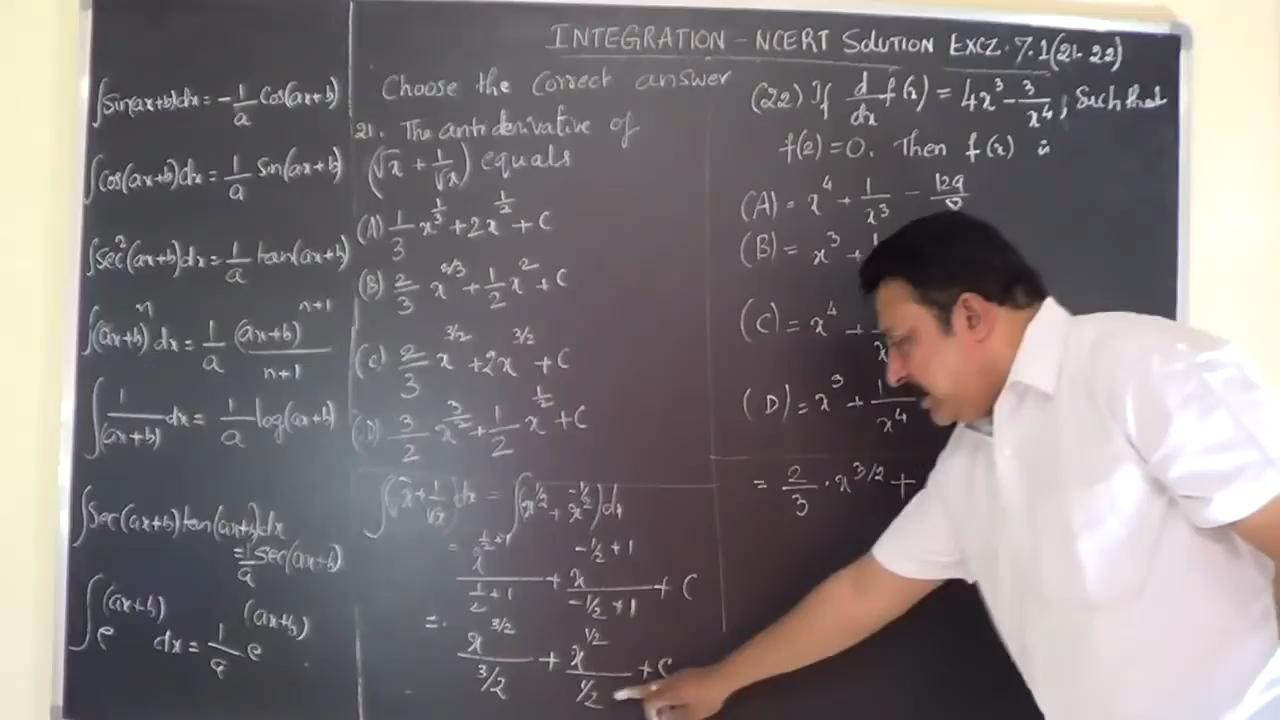 INTEGRATION - NCERT SOLUTION EXCZ. 7.1(21-22)
∫Sin(ax+b)dx = -1/a Cos(ax+b)
∫Cos(ax+b)dx = 1/a Sin(ax+b)
∫Sec²(ax+b)dx = 1/a tan(ax+b)
∫(ax+b)ⁿ dx = 1/a (ax+b)ⁿ⁺¹/n+1
∫1/(ax+b) dx = 1/a log(ax+b)
∫Sec(ax+b)tan(ax+b)dx
= 1/a Sec(ax+b)
∫e^(ax+b) dx = 1/a e^(ax+b)
Choose the Correct answer
21. The antiderivative of
(√x + 1/√x) equals
(A) 1/3 x^1/3 + 2x^1/2 + C
(B) 2/3 x^2/3 + 1/2 x² + C
(C) 2/3 x^3/2 + 2x^3/2 + C
(D) 3/2 x^3/2 + 1/2 x^1/2 + C
∫(√x + 1/√x)dx = ∫(x^1/2 + x^-1/2)dx
= x^1/2+1 / 1/2+1 + x^-1/2+1 / -1/2+1 + C
= x^3/2 / 3/2 + x^1/2 / 1/2 + C
(22) If d/dx f(x) = 4x³ - 3/x⁴, Such that
f(2) = 0. Then f(x) is
(A) = x⁴ + 1/x³ - 129/8
(B) = x³ +
(C) = x⁴ +
(D) = x³ + 1/x⁴
= 2/3 · x^3/2 +